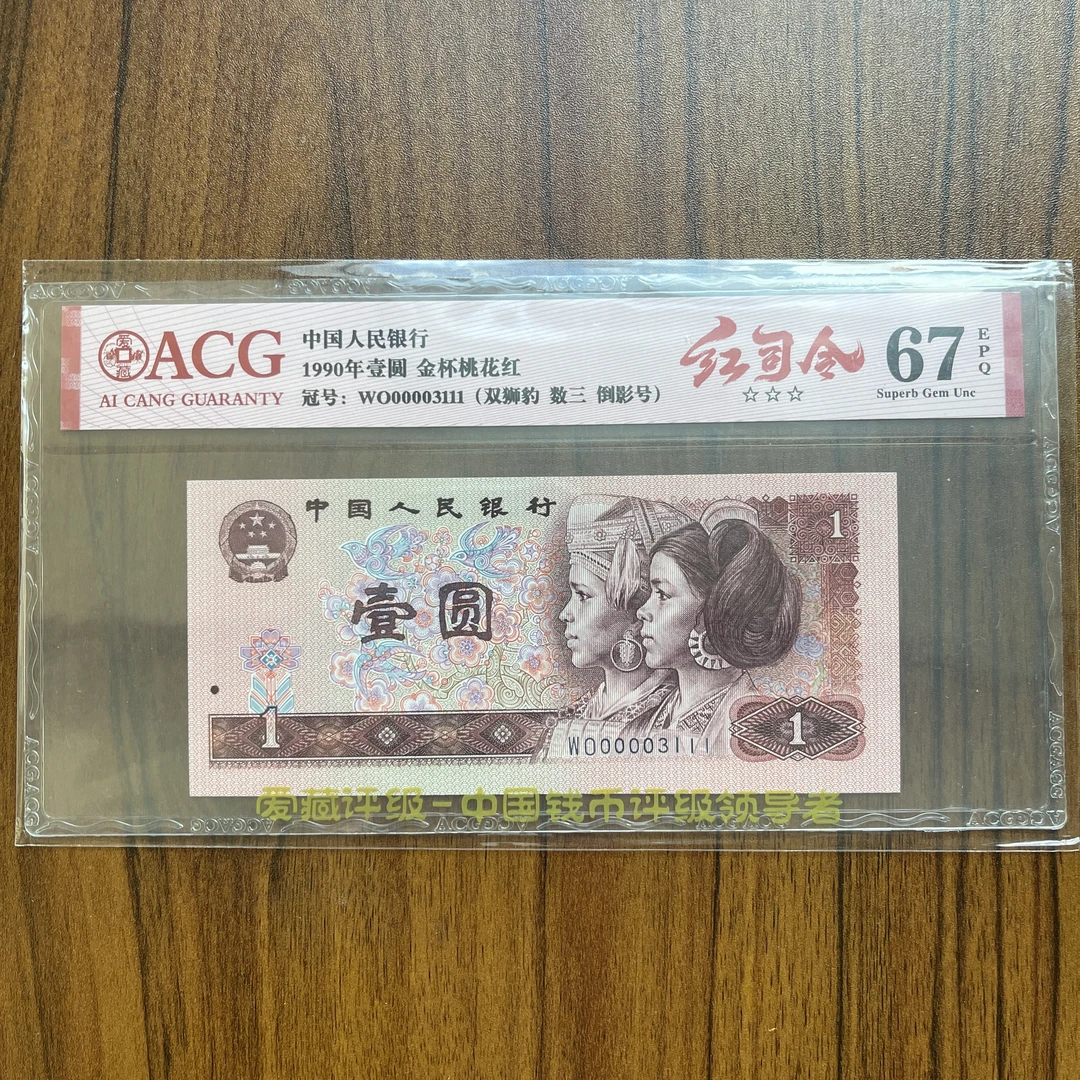 爱藏
ACG
AI CANG GUARANTY
中国人民银行
1990年壹圆 金杯桃花红
冠号：WO00003111（双狮豹 数三 倒影号）
红司令
☆☆☆
67
EPQ
Superb Gem Unc
中国人民银行
壹圆
1
1
WO00003111
1
爱藏评级-中国钱币评级领导者